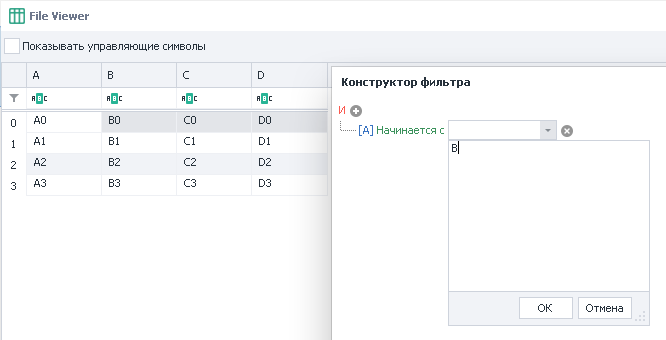 File Viewer
Показывать управляющие символы
A B C D
ABC ABC ABC ABC
0 A0 B0 C0 D0
1 A1 B1 C1 D1
2 A2 B2 C2 D2
3 A3 B3 C3 D3
Конструктор фильтра
И
[A] Начинается с
B
OK Отмена